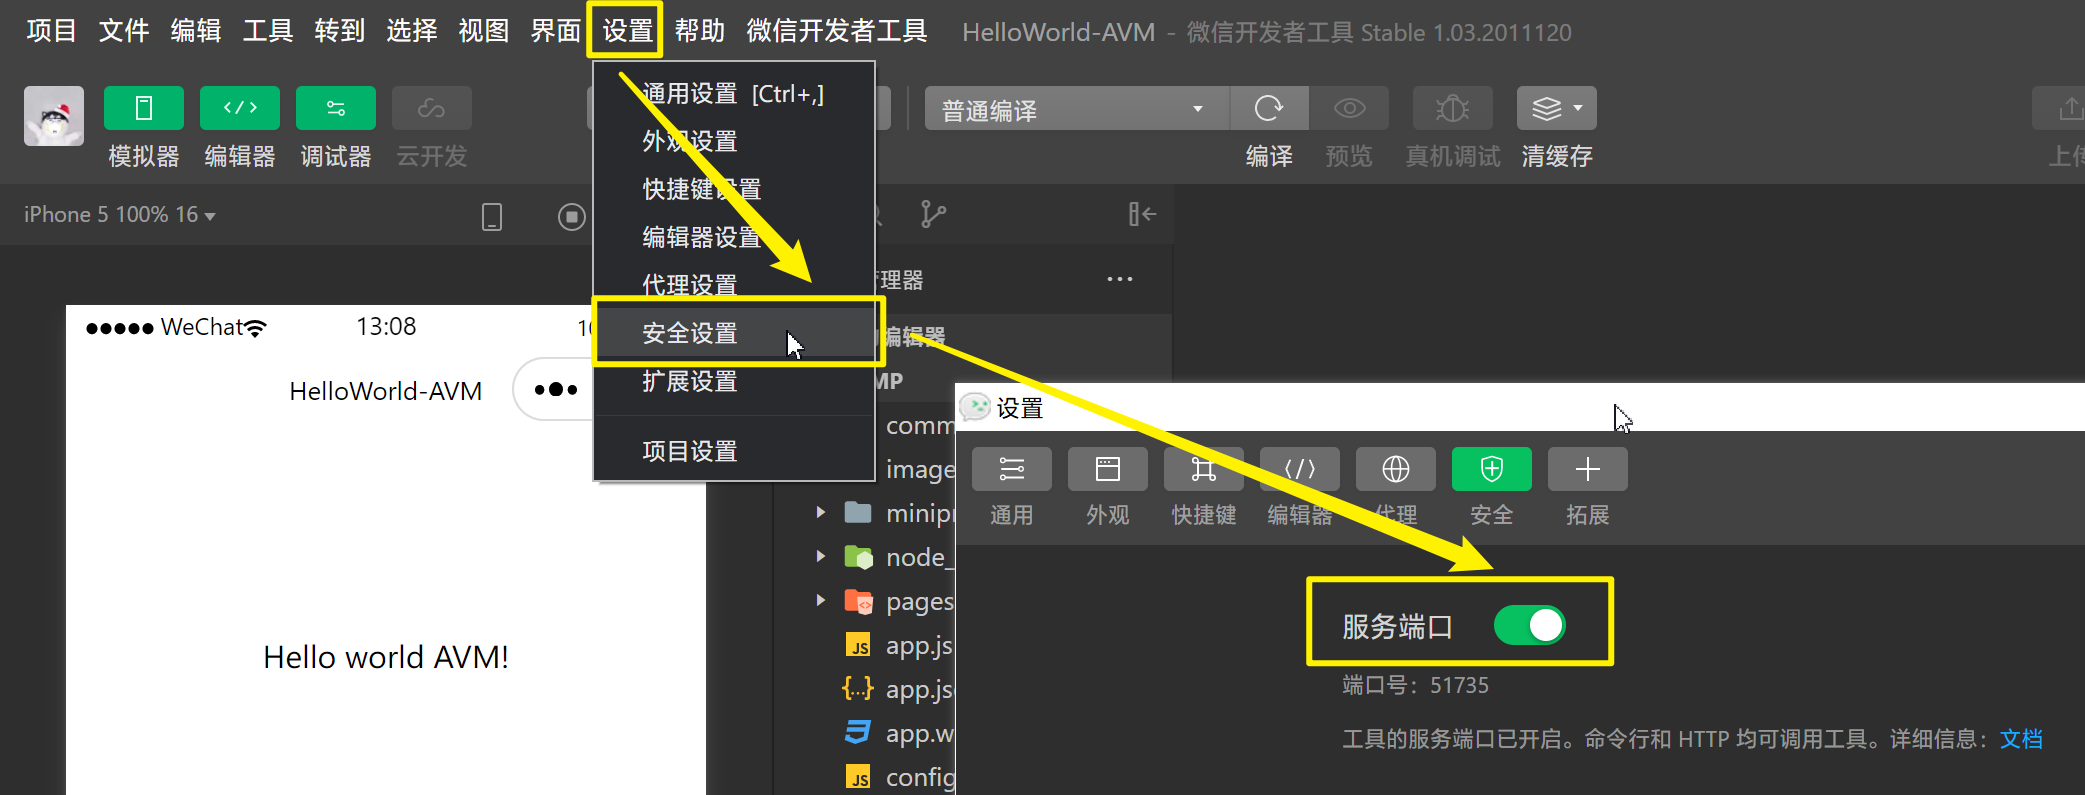 项目 文件 编辑 工具 转到 选择 视图 界面 设置 帮助 微信开发者工具 HelloWorld-AVM - 微信开发者工具 Stable 1.03.2011120
普通编译
模拟器 编辑器 调试器 云开发
编译 预览 真机调试 清缓存
通用设置 [Ctrl+,]
外观设置
快捷键设置
编辑器设置
代理设置
安全设置
扩展设置
项目设置
iPhone 5 100% 16
WeChat 13:08
HelloWorld-AVM
Hello world AVM!
理器
编辑器
MP
comm
image
minipr
node_
pages
JS app.js
{..} app.js
app.w
JS config
设置
通用 外观 快捷键 编辑器 代理 安全 拓展
服务端口
端口号：51735
工具的服务端口已开启。命令行和 HTTP 均可调用工具。详细信息：文档